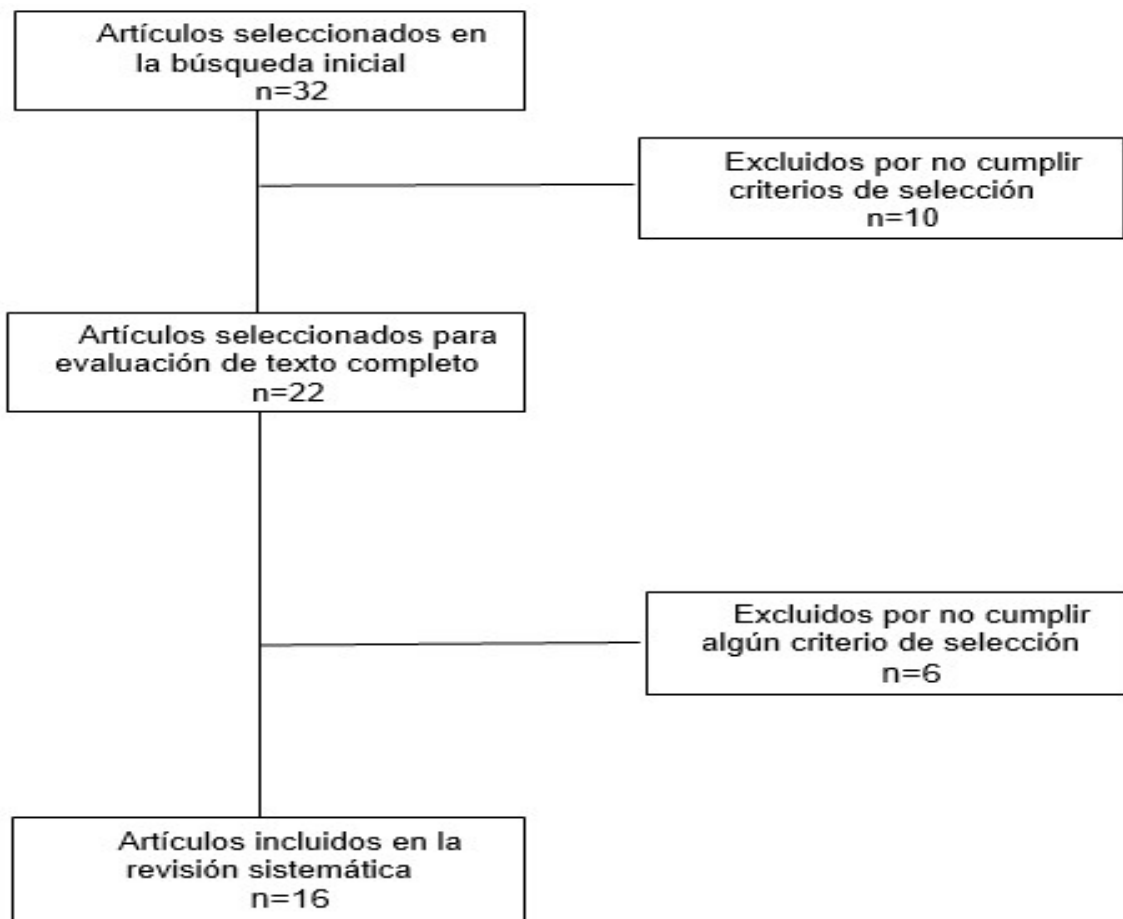 Artículos seleccionados en
la búsqueda inicial
n=32
Excluidos por no cumplir
criterios de selección
n=10
Artículos seleccionados para
evaluación de texto completo
n=22
Excluidos por no cumplir
algún criterio de selección
n=6
Artículos incluidos en la
revisión sistemática
n=16